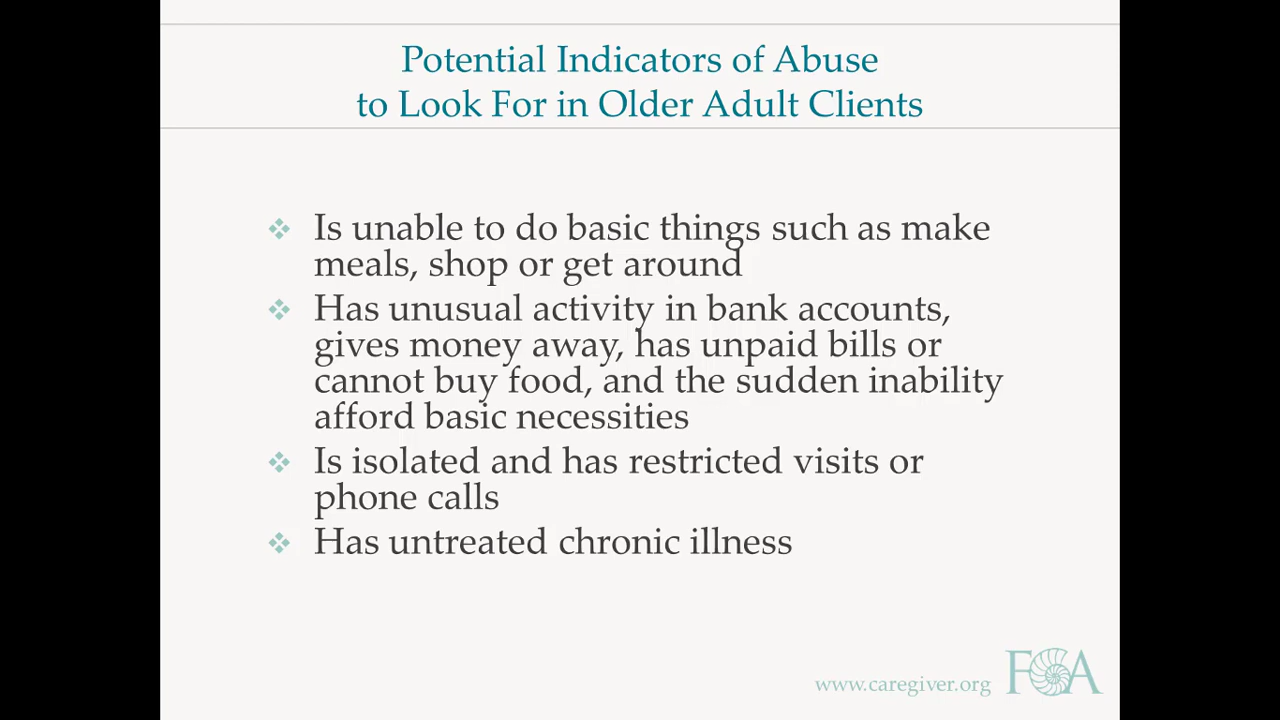 Potential Indicators of Abuse
to Look For in Older Adult Clients
Is unable to do basic things such as make
meals, shop or get around
Has unusual activity in bank accounts,
gives money away, has unpaid bills or
cannot buy food, and the sudden inability
afford basic necessities
Is isolated and has restricted visits or
phone calls
Has untreated chronic illness
www.caregiver.org FCA